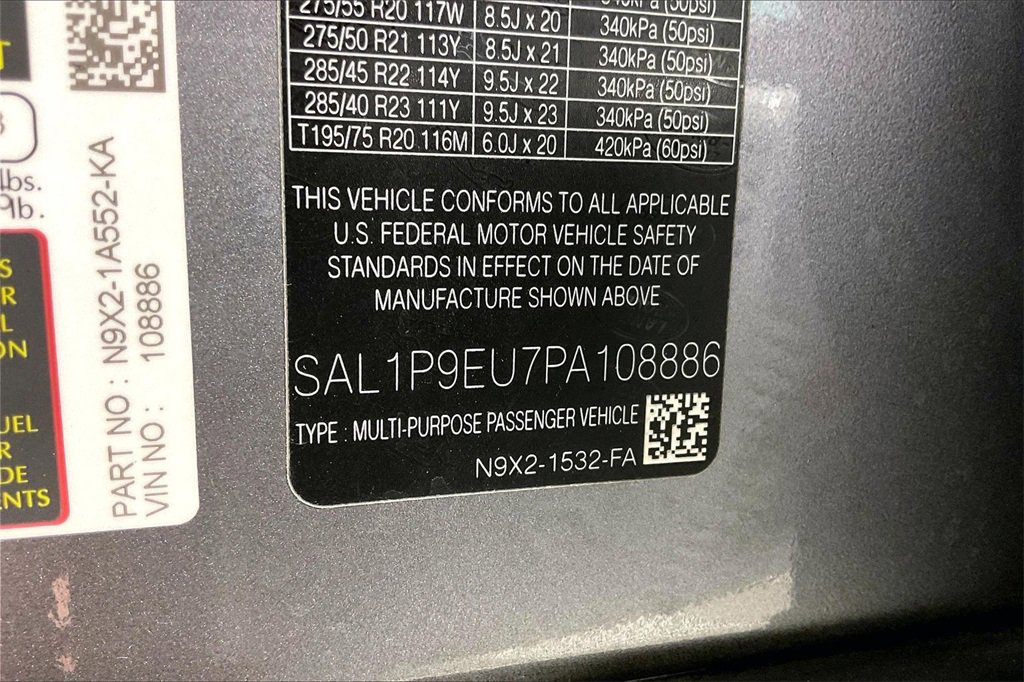 275/55 R20 117W 8.5J x 20 340kPa (50psi)
275/50 R21 113Y 8.5J x 21 340kPa (50psi)
285/45 R22 114Y 9.5J x 22 340kPa (50psi)
285/40 R23 111Y 9.5J x 23 340kPa (50psi)
T195/75 R20 116M 6.0J x 20 420kPa (60psi)
THIS VEHICLE CONFORMS TO ALL APPLICABLE
U.S. FEDERAL MOTOR VEHICLE SAFETY
STANDARDS IN EFFECT ON THE DATE OF
MANUFACTURE SHOWN ABOVE
SAL1P9EU7PA108886
TYPE : MULTI-PURPOSE PASSENGER VEHICLE
N9X2-1532-FA
PART NO : N9X2-1A552-KA
VIN NO : 108886
lbs.
lb.
UEL
DE